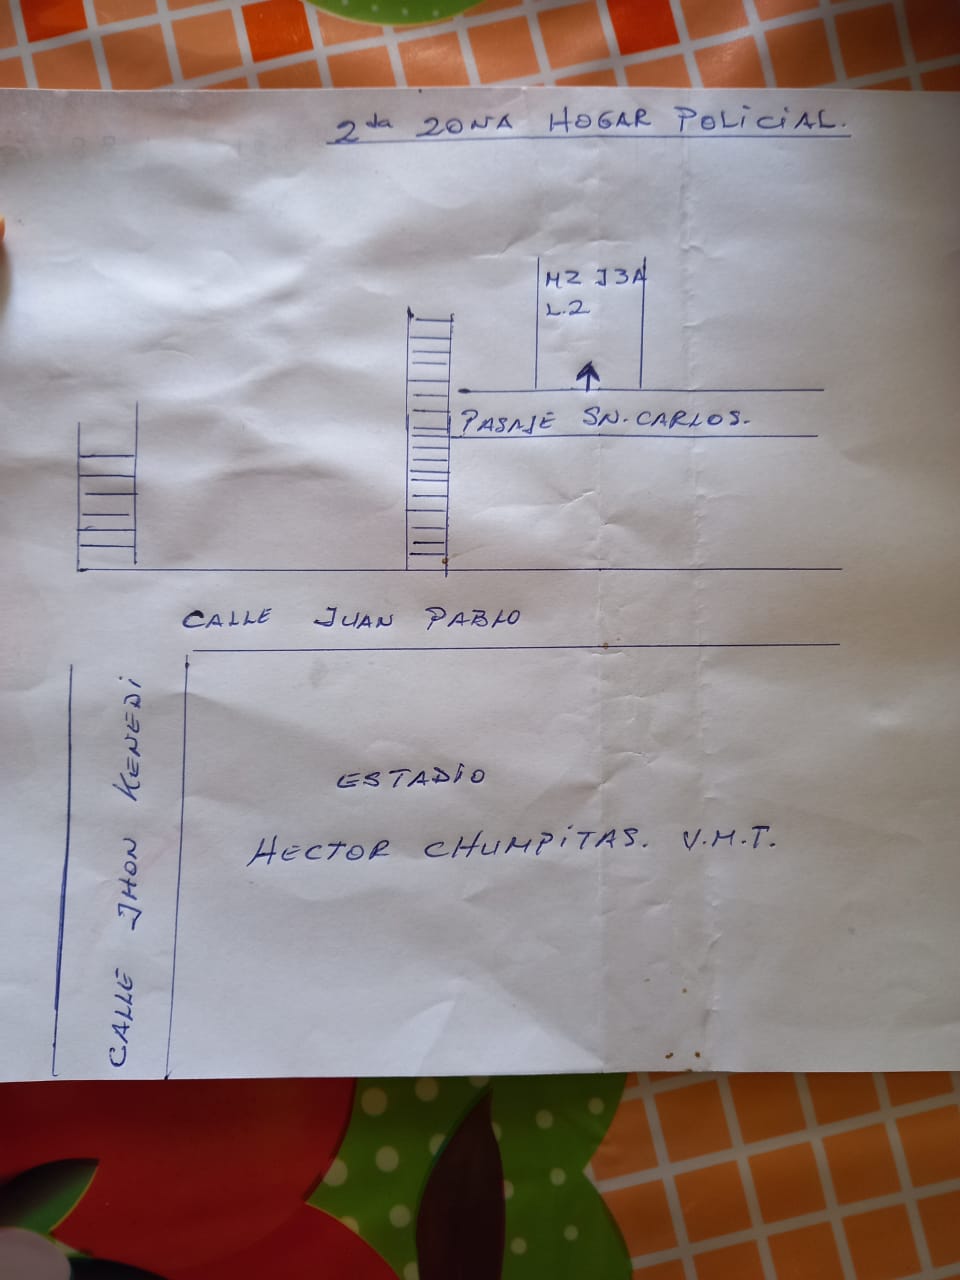 2da ZONA HOGAR POLICIAL.
MZ J3A
L.2
PASAJE SN. CARLOS.
CALLE JUAN PABLO
CALLE JHON KENEDI
ESTADIO
HECTOR CHUMPITAS. V.M.T.